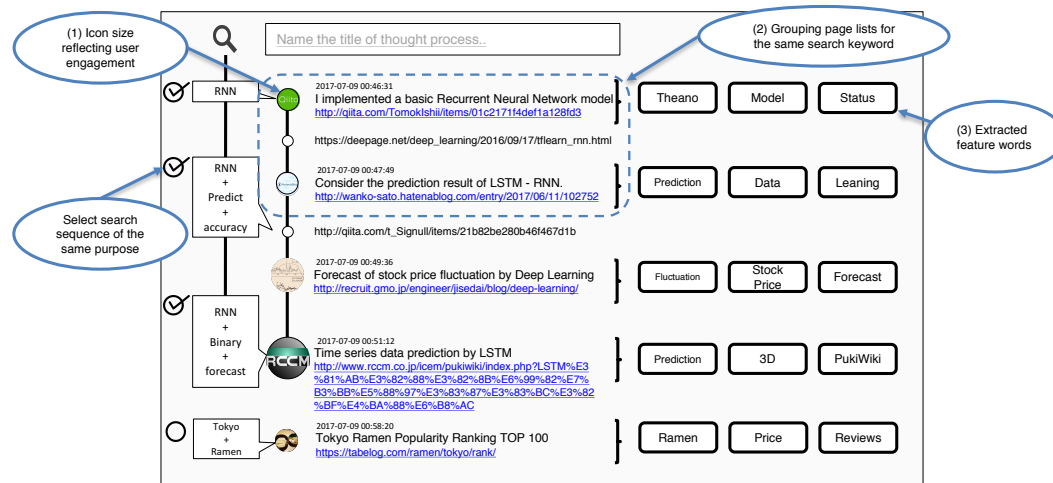 (1) Icon size
reflecting user
engagement
Name the title of thought process..
(2) Grouping page lists for
the same search keyword
RNN
Qiita
2017-07-09 00:46:31
I implemented a basic Recurrent Neural Network model
http://qiita.com/TomokIshii/items/01c2171f4def1a128fd3
Theano
Model
Status
(3) Extracted
feature words
https://deepage.net/deep_learning/2016/09/17/tflearn_rnn.html
RNN
+
Predict
+
accuracy
2017-07-09 00:47:49
Consider the prediction result of LSTM - RNN.
http://wanko-sato.hatenablog.com/entry/2017/06/11/102752
Prediction
Data
Leaning
Select search
sequence of the
same purpose
http://qiita.com/t_Signull/items/21b82be280b46f467d1b
2017-07-09 00:49:36
Forecast of stock price fluctuation by Deep Learning
http://recruit.gmo.jp/engineer/jisedai/blog/deep-learning/
Fluctuation
Stock
Price
Forecast
RNN
+
Binary
+
forecast
RCCM
2017-07-09 00:51:12
Time series data prediction by LSTM
http://www.rccm.co.jp/icem/pukiwiki/index.php?LSTM%E3
%81%AB%E3%82%88%E3%82%8B%E6%99%82%E7%
B3%BB%E5%88%97%E3%83%87%E3%83%BC%E3%82
%BF%E4%BA%88%E6%B8%AC
Prediction
3D
PukiWiki
Tokyo
+
Ramen
2017-07-09 00:58:20
Tokyo Ramen Popularity Ranking TOP 100
https://tabelog.com/ramen/tokyo/rank/
Ramen
Price
Reviews